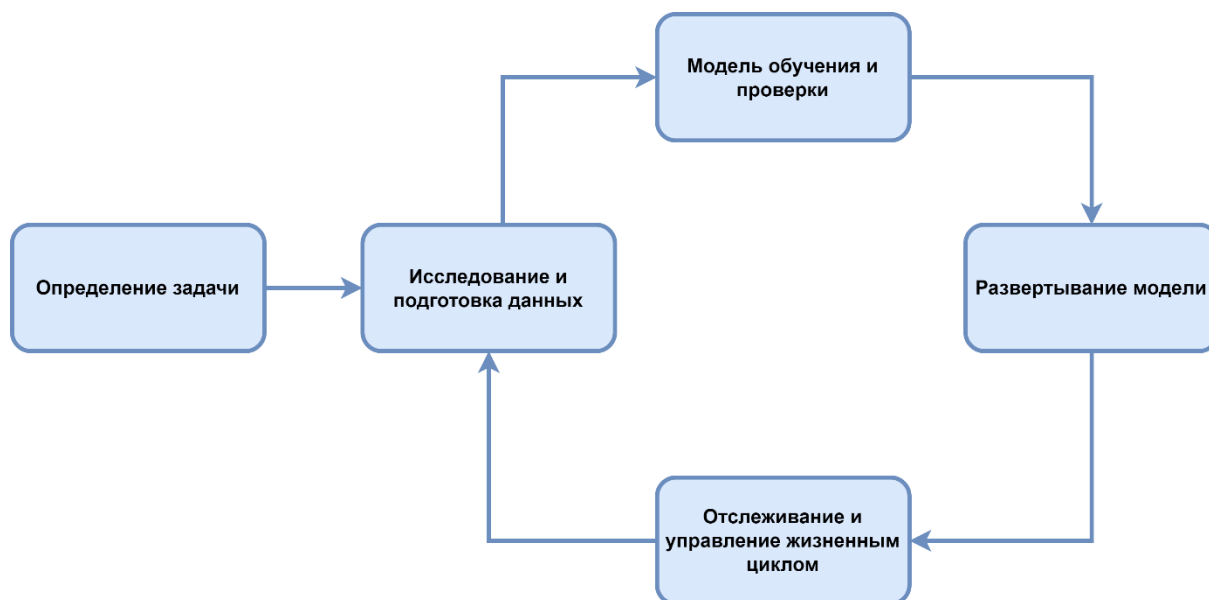 Модель обучения и
проверки
Определение задачи
Исследование и
подготовка данных
Развертывание модели
Отслеживание и
управление жизненным
циклом